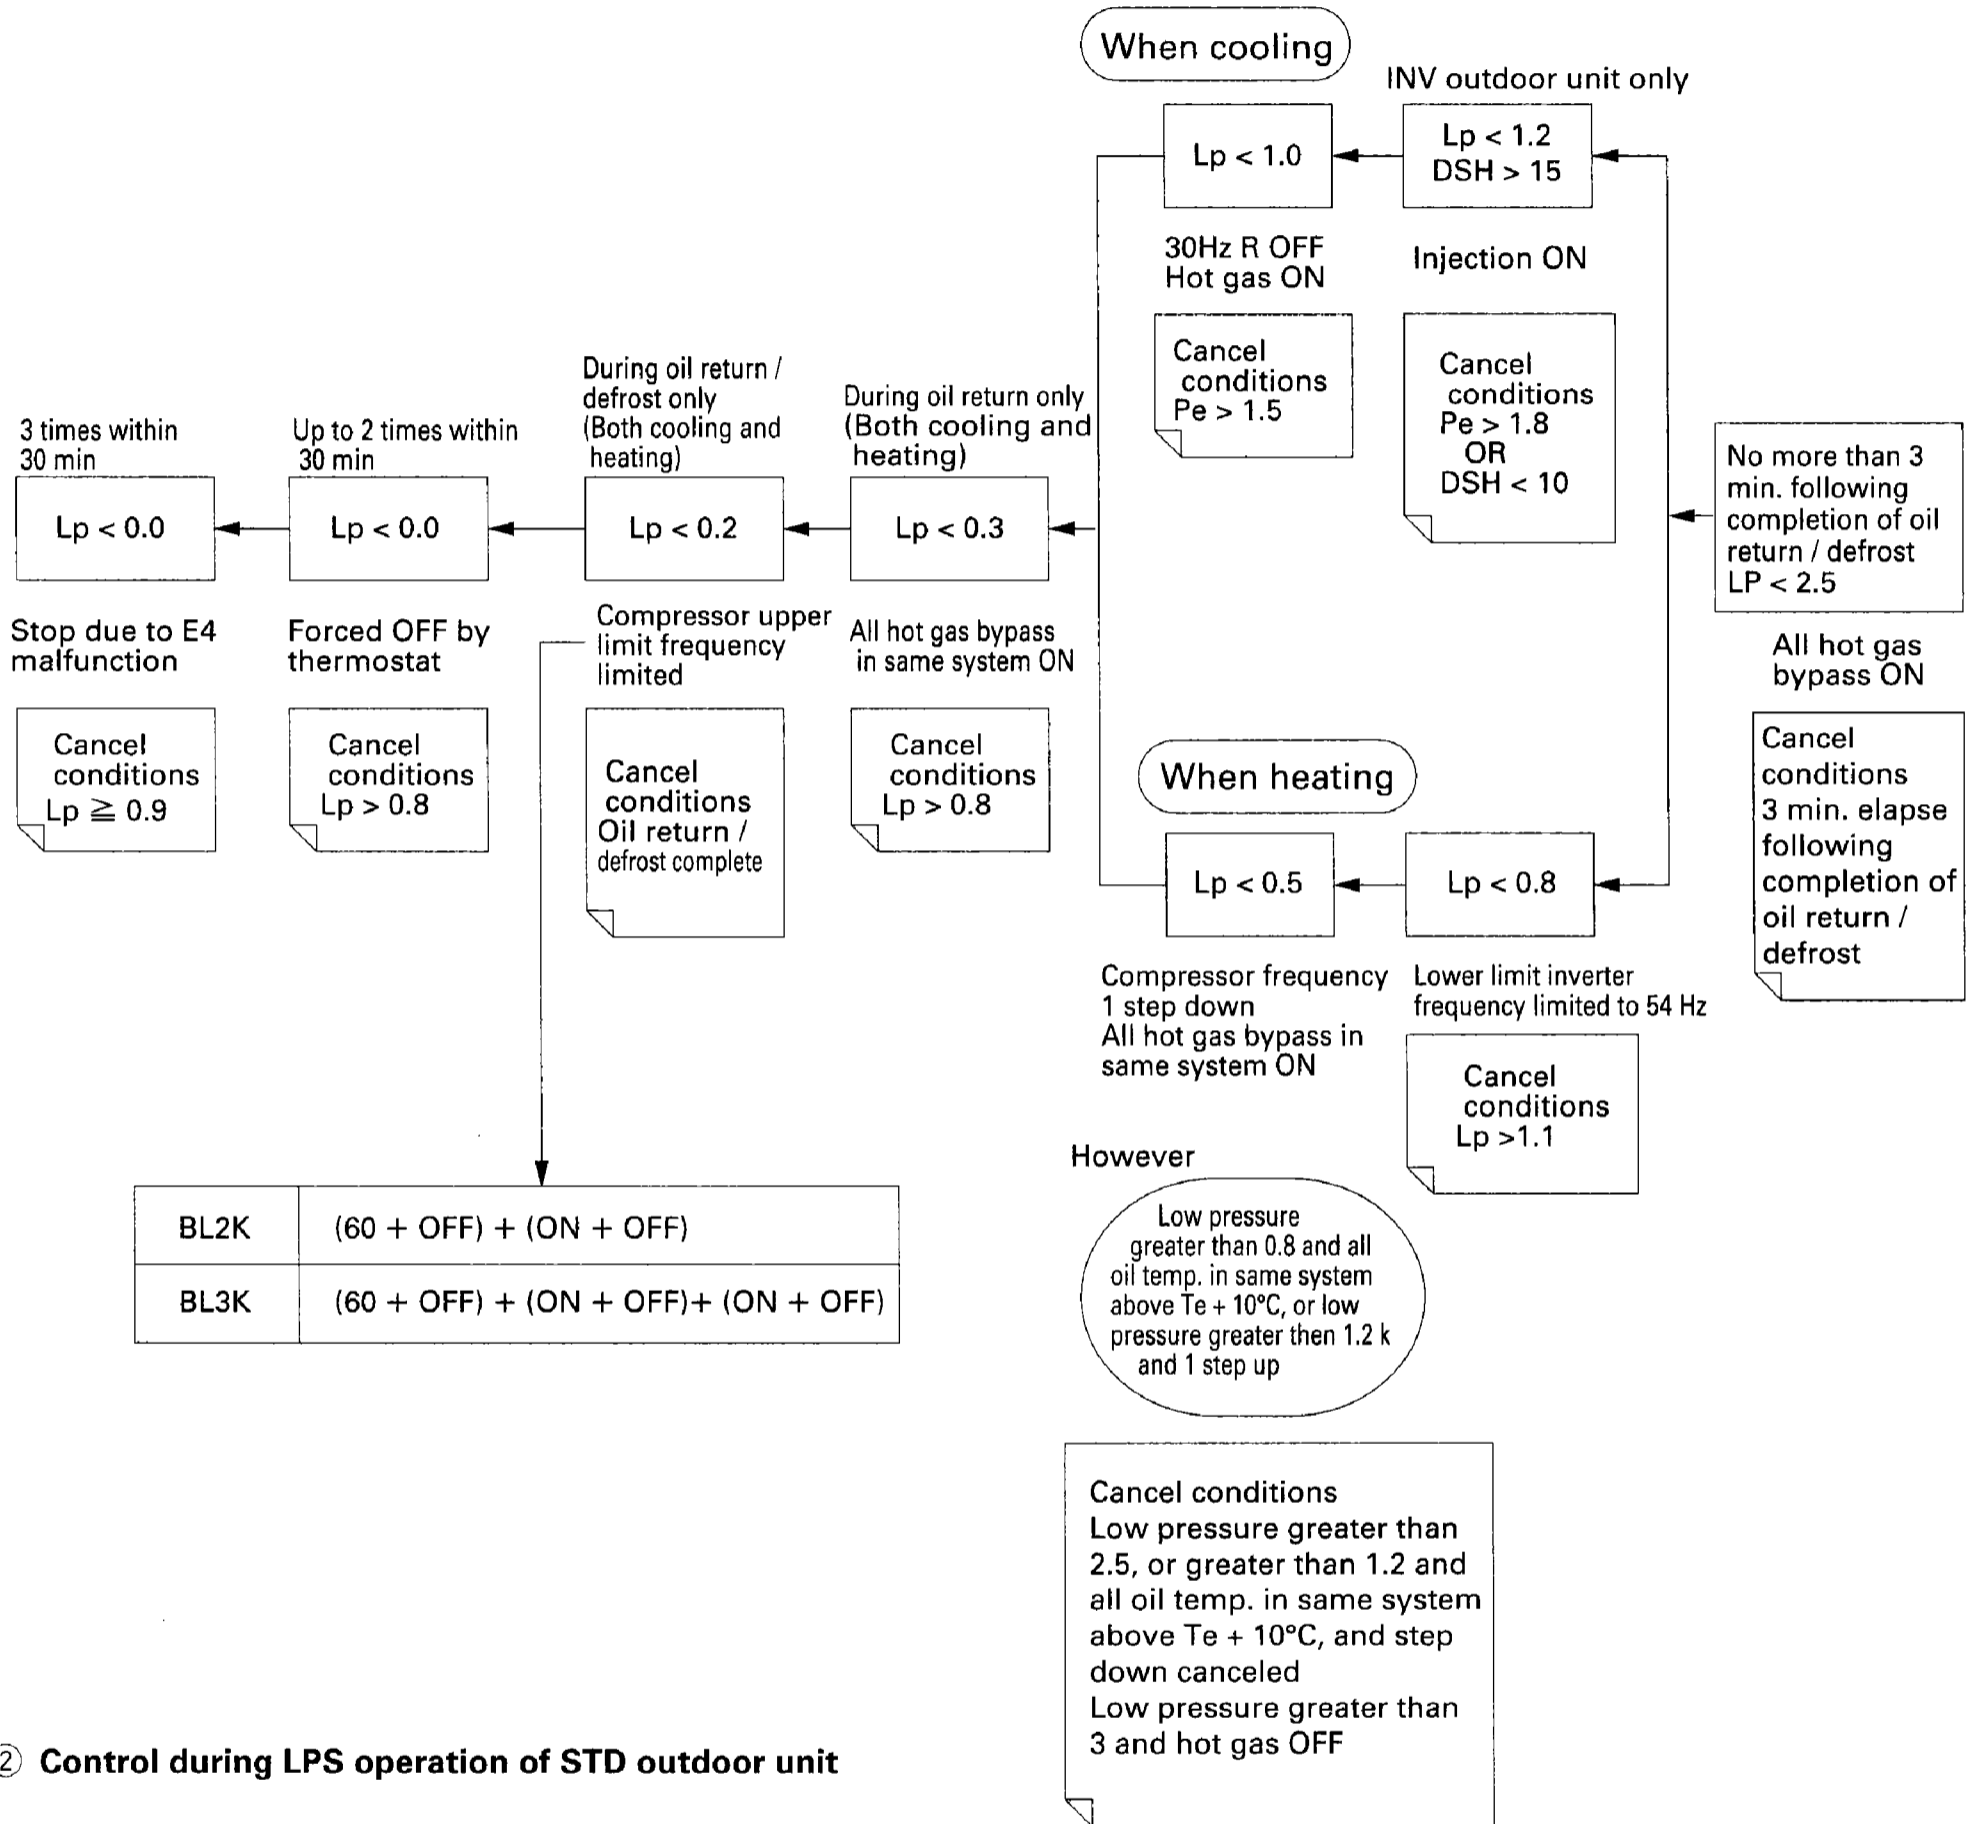 When cooling
INV outdoor unit only
Lp < 1.0
Lp < 1.2
DSH > 15
30Hz R OFF
Hot gas ON
Injection ON
Cancel
conditions
Pe > 1.5
Cancel
conditions
Pe > 1.8
OR
DSH < 10
3 times within
30 min
Lp < 0.0
Stop due to E4
malfunction
Cancel
conditions
Lp ≧ 0.9
Up to 2 times within
30 min
Lp < 0.0
Forced OFF by
thermostat
Cancel
conditions
Lp > 0.8
During oil return /
defrost only
(Both cooling and
heating)
Lp < 0.2
Compressor upper
limit frequency
limited
Cancel
conditions
Oil return /
defrost complete
During oil return only
(Both cooling and
heating)
Lp < 0.3
All hot gas bypass
in same system ON
Cancel
conditions
Lp > 0.8
No more than 3
min. following
completion of oil
return / defrost
LP < 2.5
All hot gas
bypass ON
Cancel
conditions
3 min. elapse
following
completion of
oil return /
defrost
When heating
Lp < 0.5
Lp < 0.8
Compressor frequency
1 step down
All hot gas bypass in
same system ON
Lower limit inverter
frequency limited to 54 Hz
Cancel
conditions
Lp >1.1
However
Low pressure
greater than 0.8 and all
oil temp. in same system
above Te + 10°C, or low
pressure greater then 1.2 k
and 1 step up
BL2K (60 + OFF) + (ON + OFF)
BL3K (60 + OFF) + (ON + OFF)+ (ON + OFF)
Cancel conditions
Low pressure greater than
2.5, or greater than 1.2 and
all oil temp. in same system
above Te + 10°C, and step
down canceled
Low pressure greater than
3 and hot gas OFF
② Control during LPS operation of STD outdoor unit